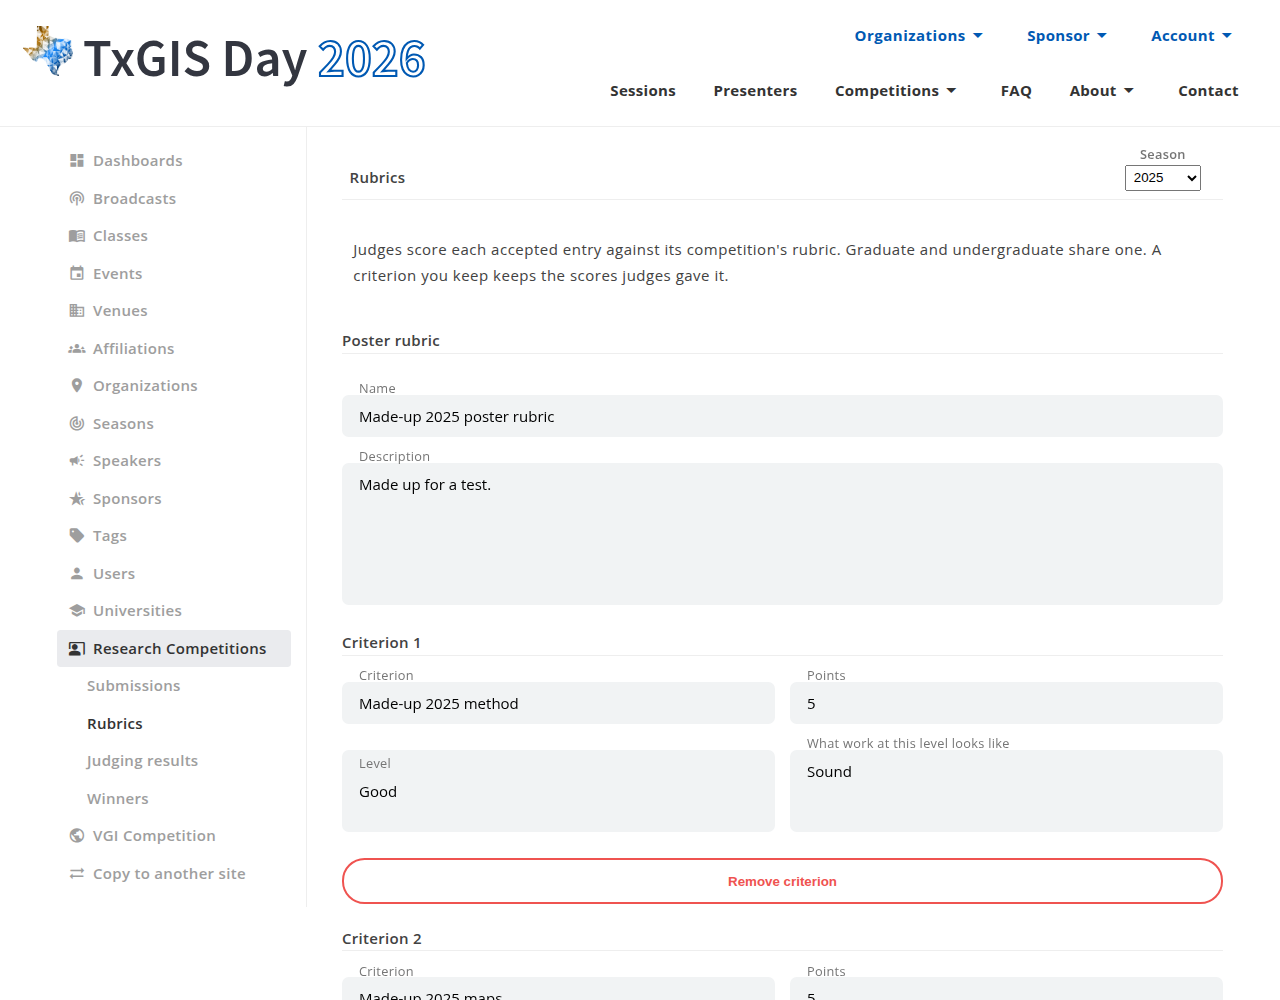 TxGIS Day 2026
Organizations
Sponsor
Account
Sessions
Presenters
Competitions
FAQ
About
Contact
Dashboards
Broadcasts
Classes
Events
Venues
Affiliations
Organizations
Seasons
Speakers
Sponsors
Tags
Users
Universities
Research Competitions
Submissions
Rubrics
Judging results
Winners
VGI Competition
Copy to another site
Rubrics
Season
2025
Judges score each accepted entry against its competition's rubric. Graduate and undergraduate share one. A
criterion you keep keeps the scores judges gave it.
Poster rubric
Name
Made-up 2025 poster rubric
Description
Made up for a test.
Criterion 1
Criterion
Made-up 2025 method
Points
5
Level
Good
What work at this level looks like
Sound
Remove criterion
Criterion 2
Criterion
Made-up 2025 maps
Points
5